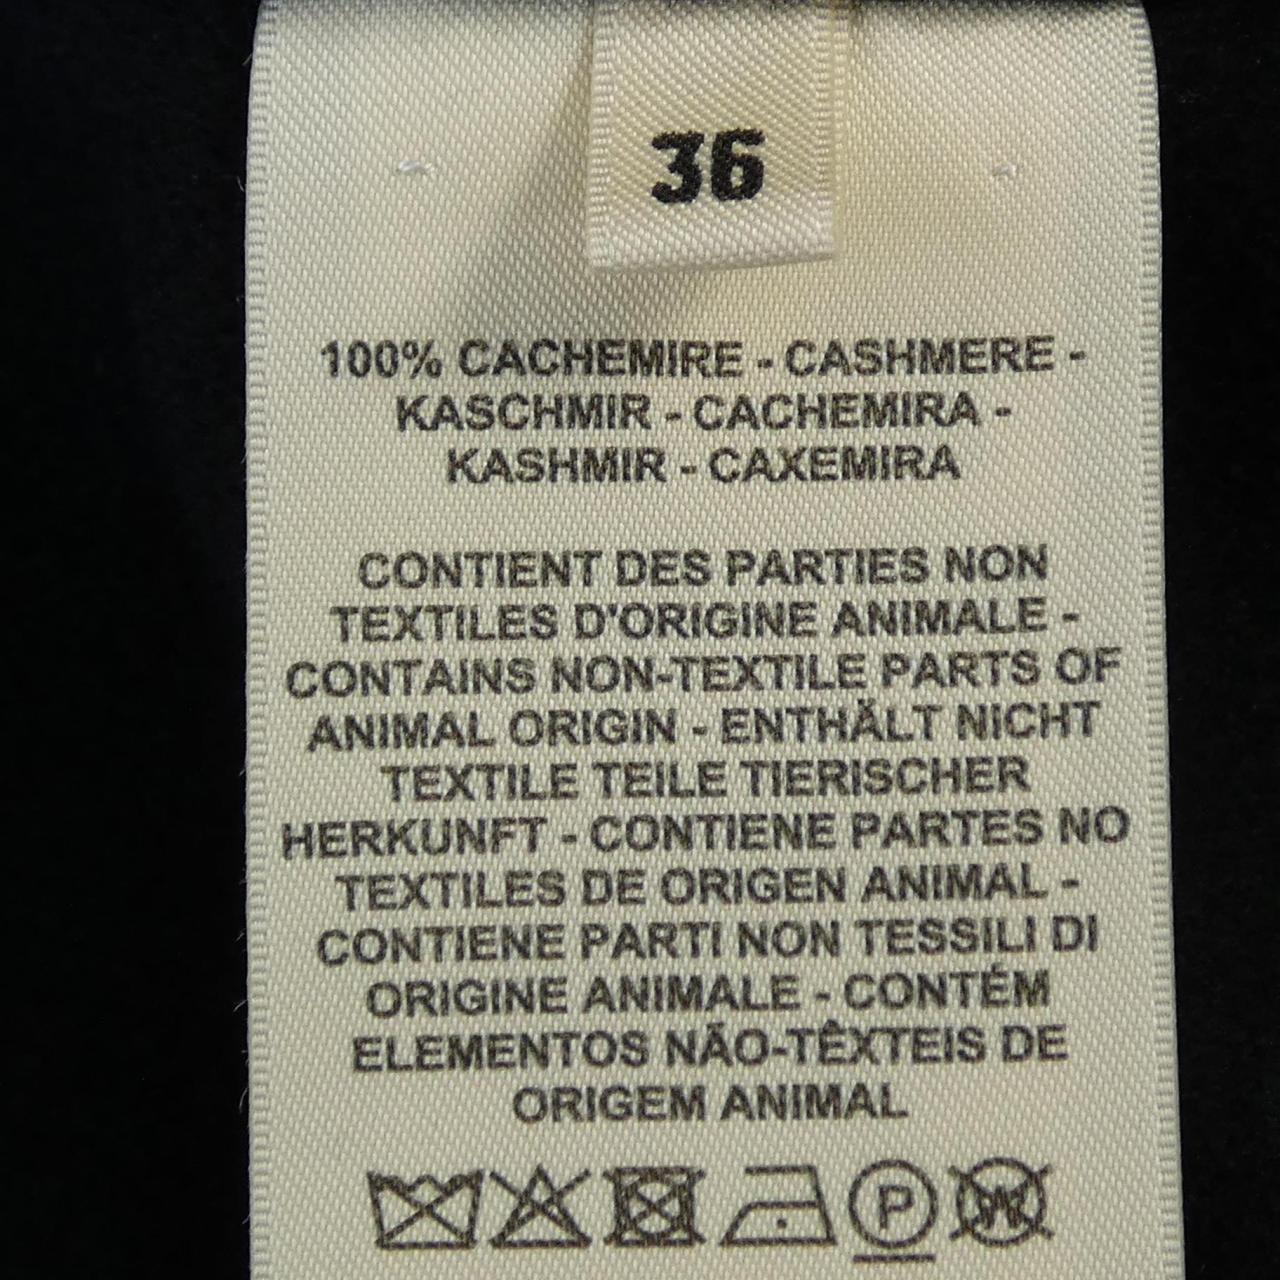 36
100% CACHEMIRE - CASHMERE -
KASCHMIR - CACHEMIRA -
KASHMIR - CAXEMIRA
CONTIENT DES PARTIES NON
TEXTILES D'ORIGINE ANIMALE -
CONTAINS NON-TEXTILE PARTS OF
ANIMAL ORIGIN - ENTHÄLT NICHT
TEXTILE TEILE TIERISCHER
HERKUNFT - CONTIENE PARTES NO
TEXTILES DE ORIGEN ANIMAL -
CONTIENE PARTI NON TESSILI DI
ORIGINE ANIMALE - CONTÉM
ELEMENTOS NÃO-TÊXTEIS DE
ORIGEM ANIMAL
P W